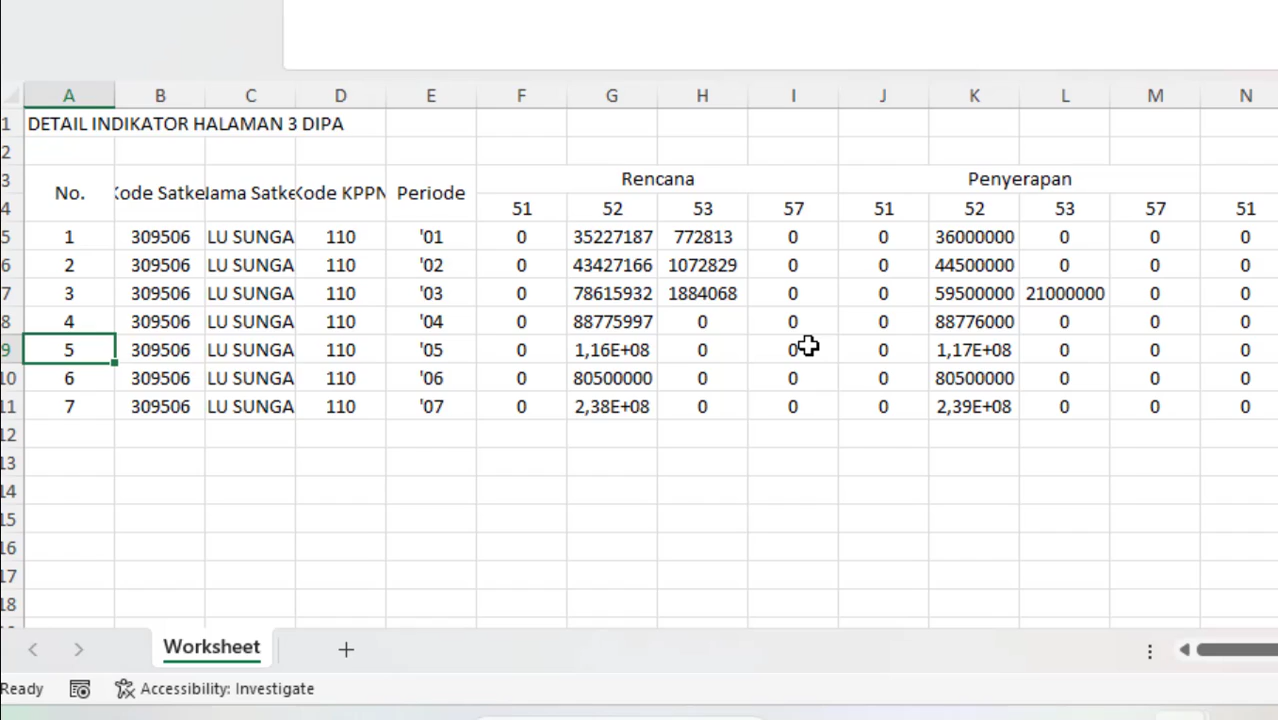 A B C D E F G H I J K L M N
1 DETAIL INDIKATOR HALAMAN 3 DIPA
2
3 No. Kode Satke Nama Satke Kode KPPN Periode Rencana Penyerapan
4 51 52 53 57 51 52 53 57 51
5 1 309506 LU SUNGA 110 '01 0 35227187 772813 0 0 36000000 0 0 0
6 2 309506 LU SUNGA 110 '02 0 43427166 1072829 0 0 44500000 0 0 0
7 3 309506 LU SUNGA 110 '03 0 78615932 1884068 0 0 59500000 21000000 0 0
8 4 309506 LU SUNGA 110 '04 0 88775997 0 0 0 88776000 0 0 0
9 5 309506 LU SUNGA 110 '05 0 1,16E+08 0 0 0 1,17E+08 0 0 0
10 6 309506 LU SUNGA 110 '06 0 80500000 0 0 0 80500000 0 0 0
11 7 309506 LU SUNGA 110 '07 0 2,38E+08 0 0 0 2,39E+08 0 0 0
12
13
14
15
16
17
18
Worksheet
Ready Accessibility: Investigate